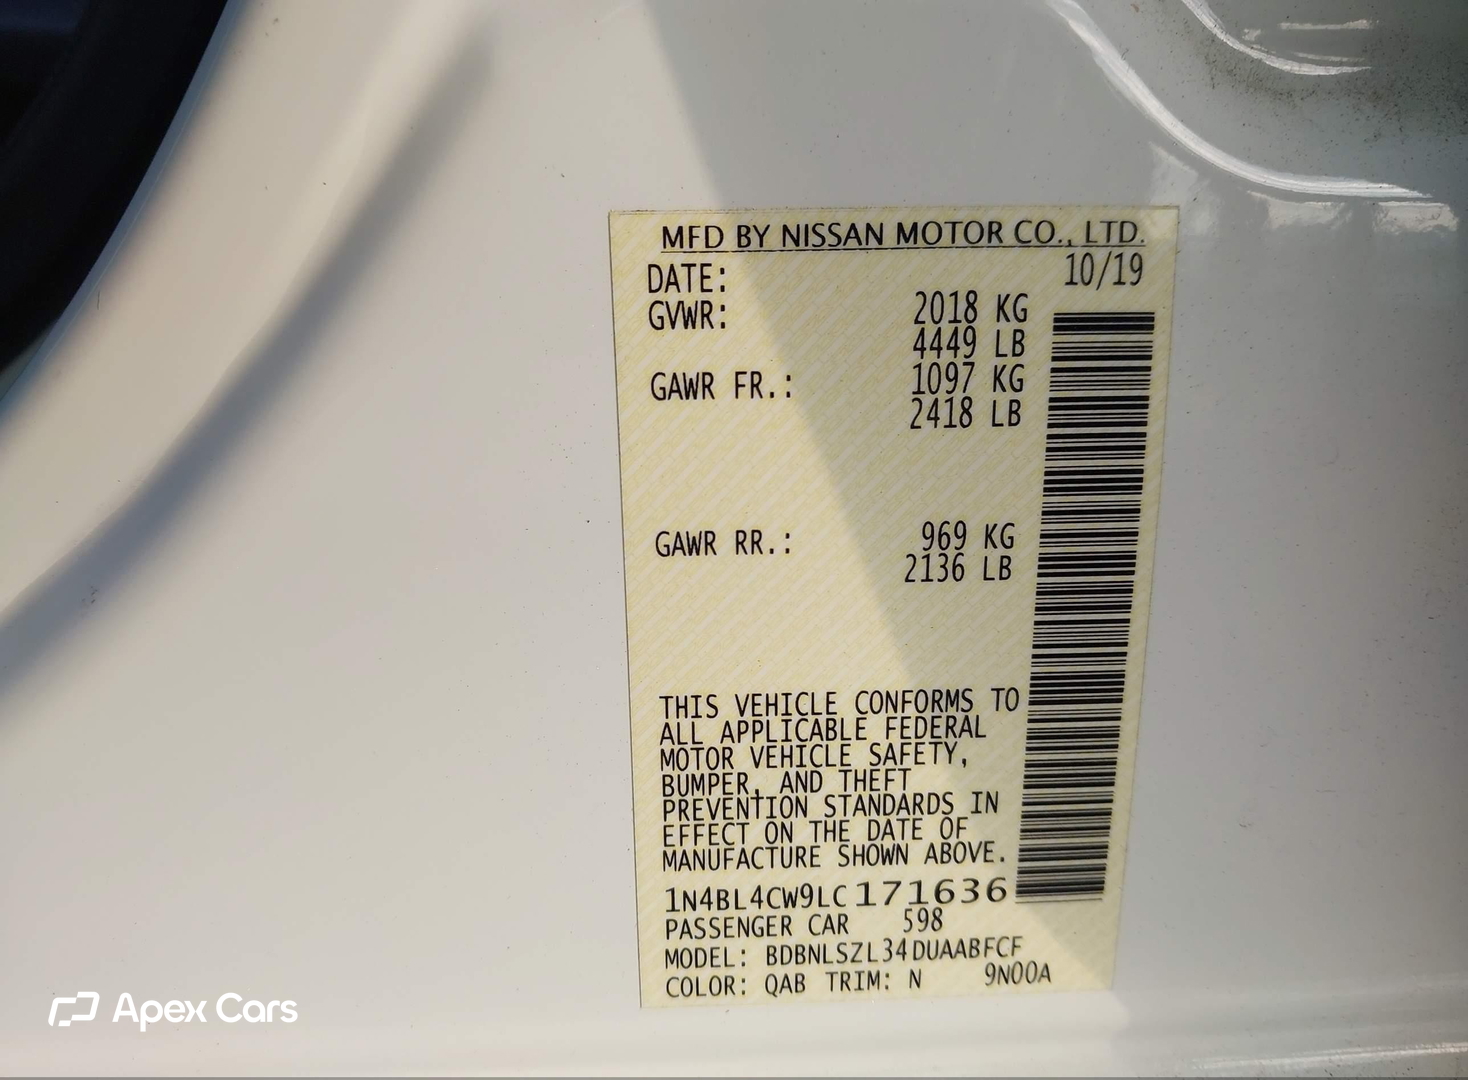 MFD BY NISSAN MOTOR CO., LTD.
DATE: 10/19
GVWR: 2018 KG
4449 LB
GAWR FR.: 1097 KG
2418 LB
GAWR RR.: 969 KG
2136 LB
THIS VEHICLE CONFORMS TO
ALL APPLICABLE FEDERAL
MOTOR VEHICLE SAFETY,
BUMPER, AND THEFT
PREVENTION STANDARDS IN
EFFECT ON THE DATE OF
MANUFACTURE SHOWN ABOVE.
1N4BL4CW9LC171636
PASSENGER CAR 598
MODEL: BDBNLSZL34DUAABFCF
COLOR: QAB TRIM: N 9N00A
Apex Cars